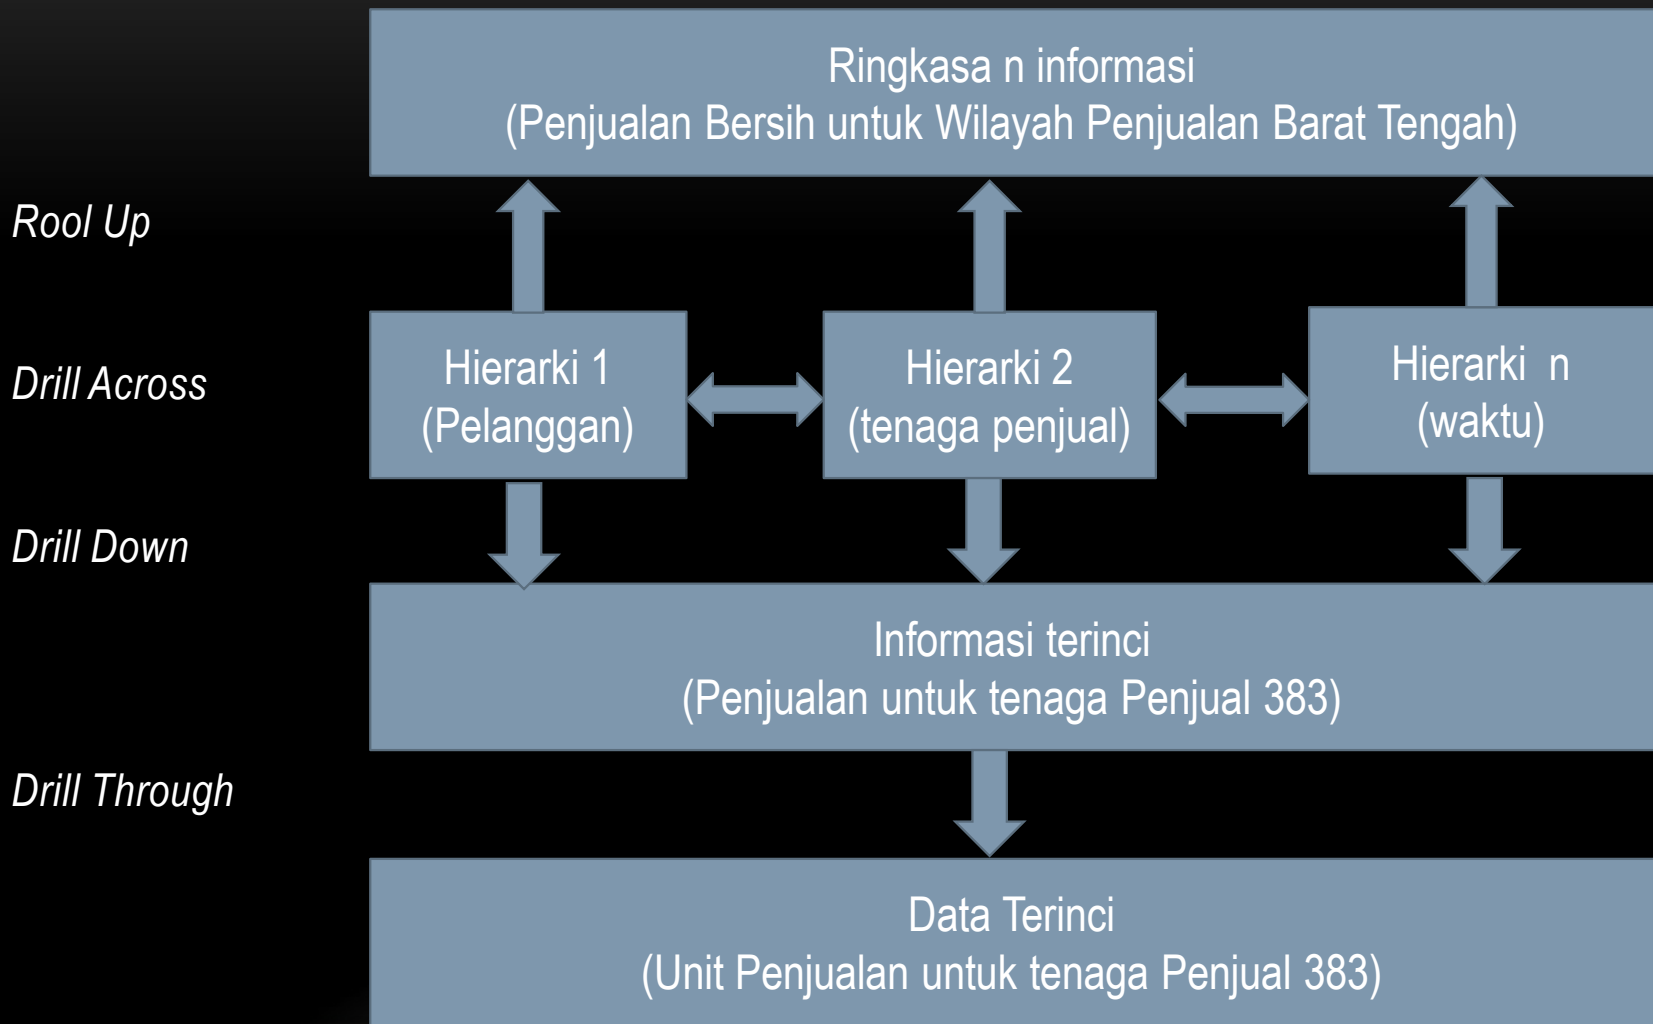 Ringkasa n informasi
(Penjualan Bersih untuk Wilayah Penjualan Barat Tengah)
Rool Up
Drill Across
Hierarki 1
(Pelanggan)
Hierarki 2
(tenaga penjual)
Hierarki n
(waktu)
Drill Down
Informasi terinci
(Penjualan untuk tenaga Penjual 383)
Drill Through
Data Terinci
(Unit Penjualan untuk tenaga Penjual 383)